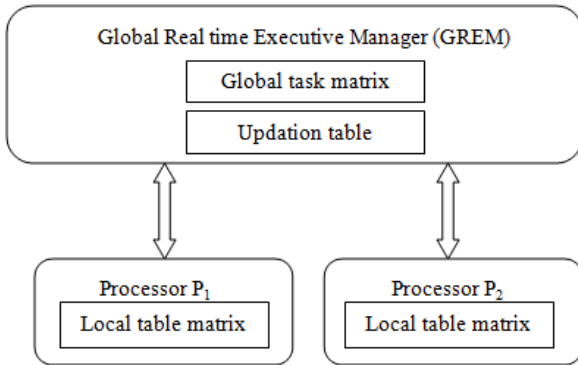 Global Real time Executive Manager (GREM)
Global task matrix
Updation table
Processor P₁
Local table matrix
Processor P₂
Local table matrix